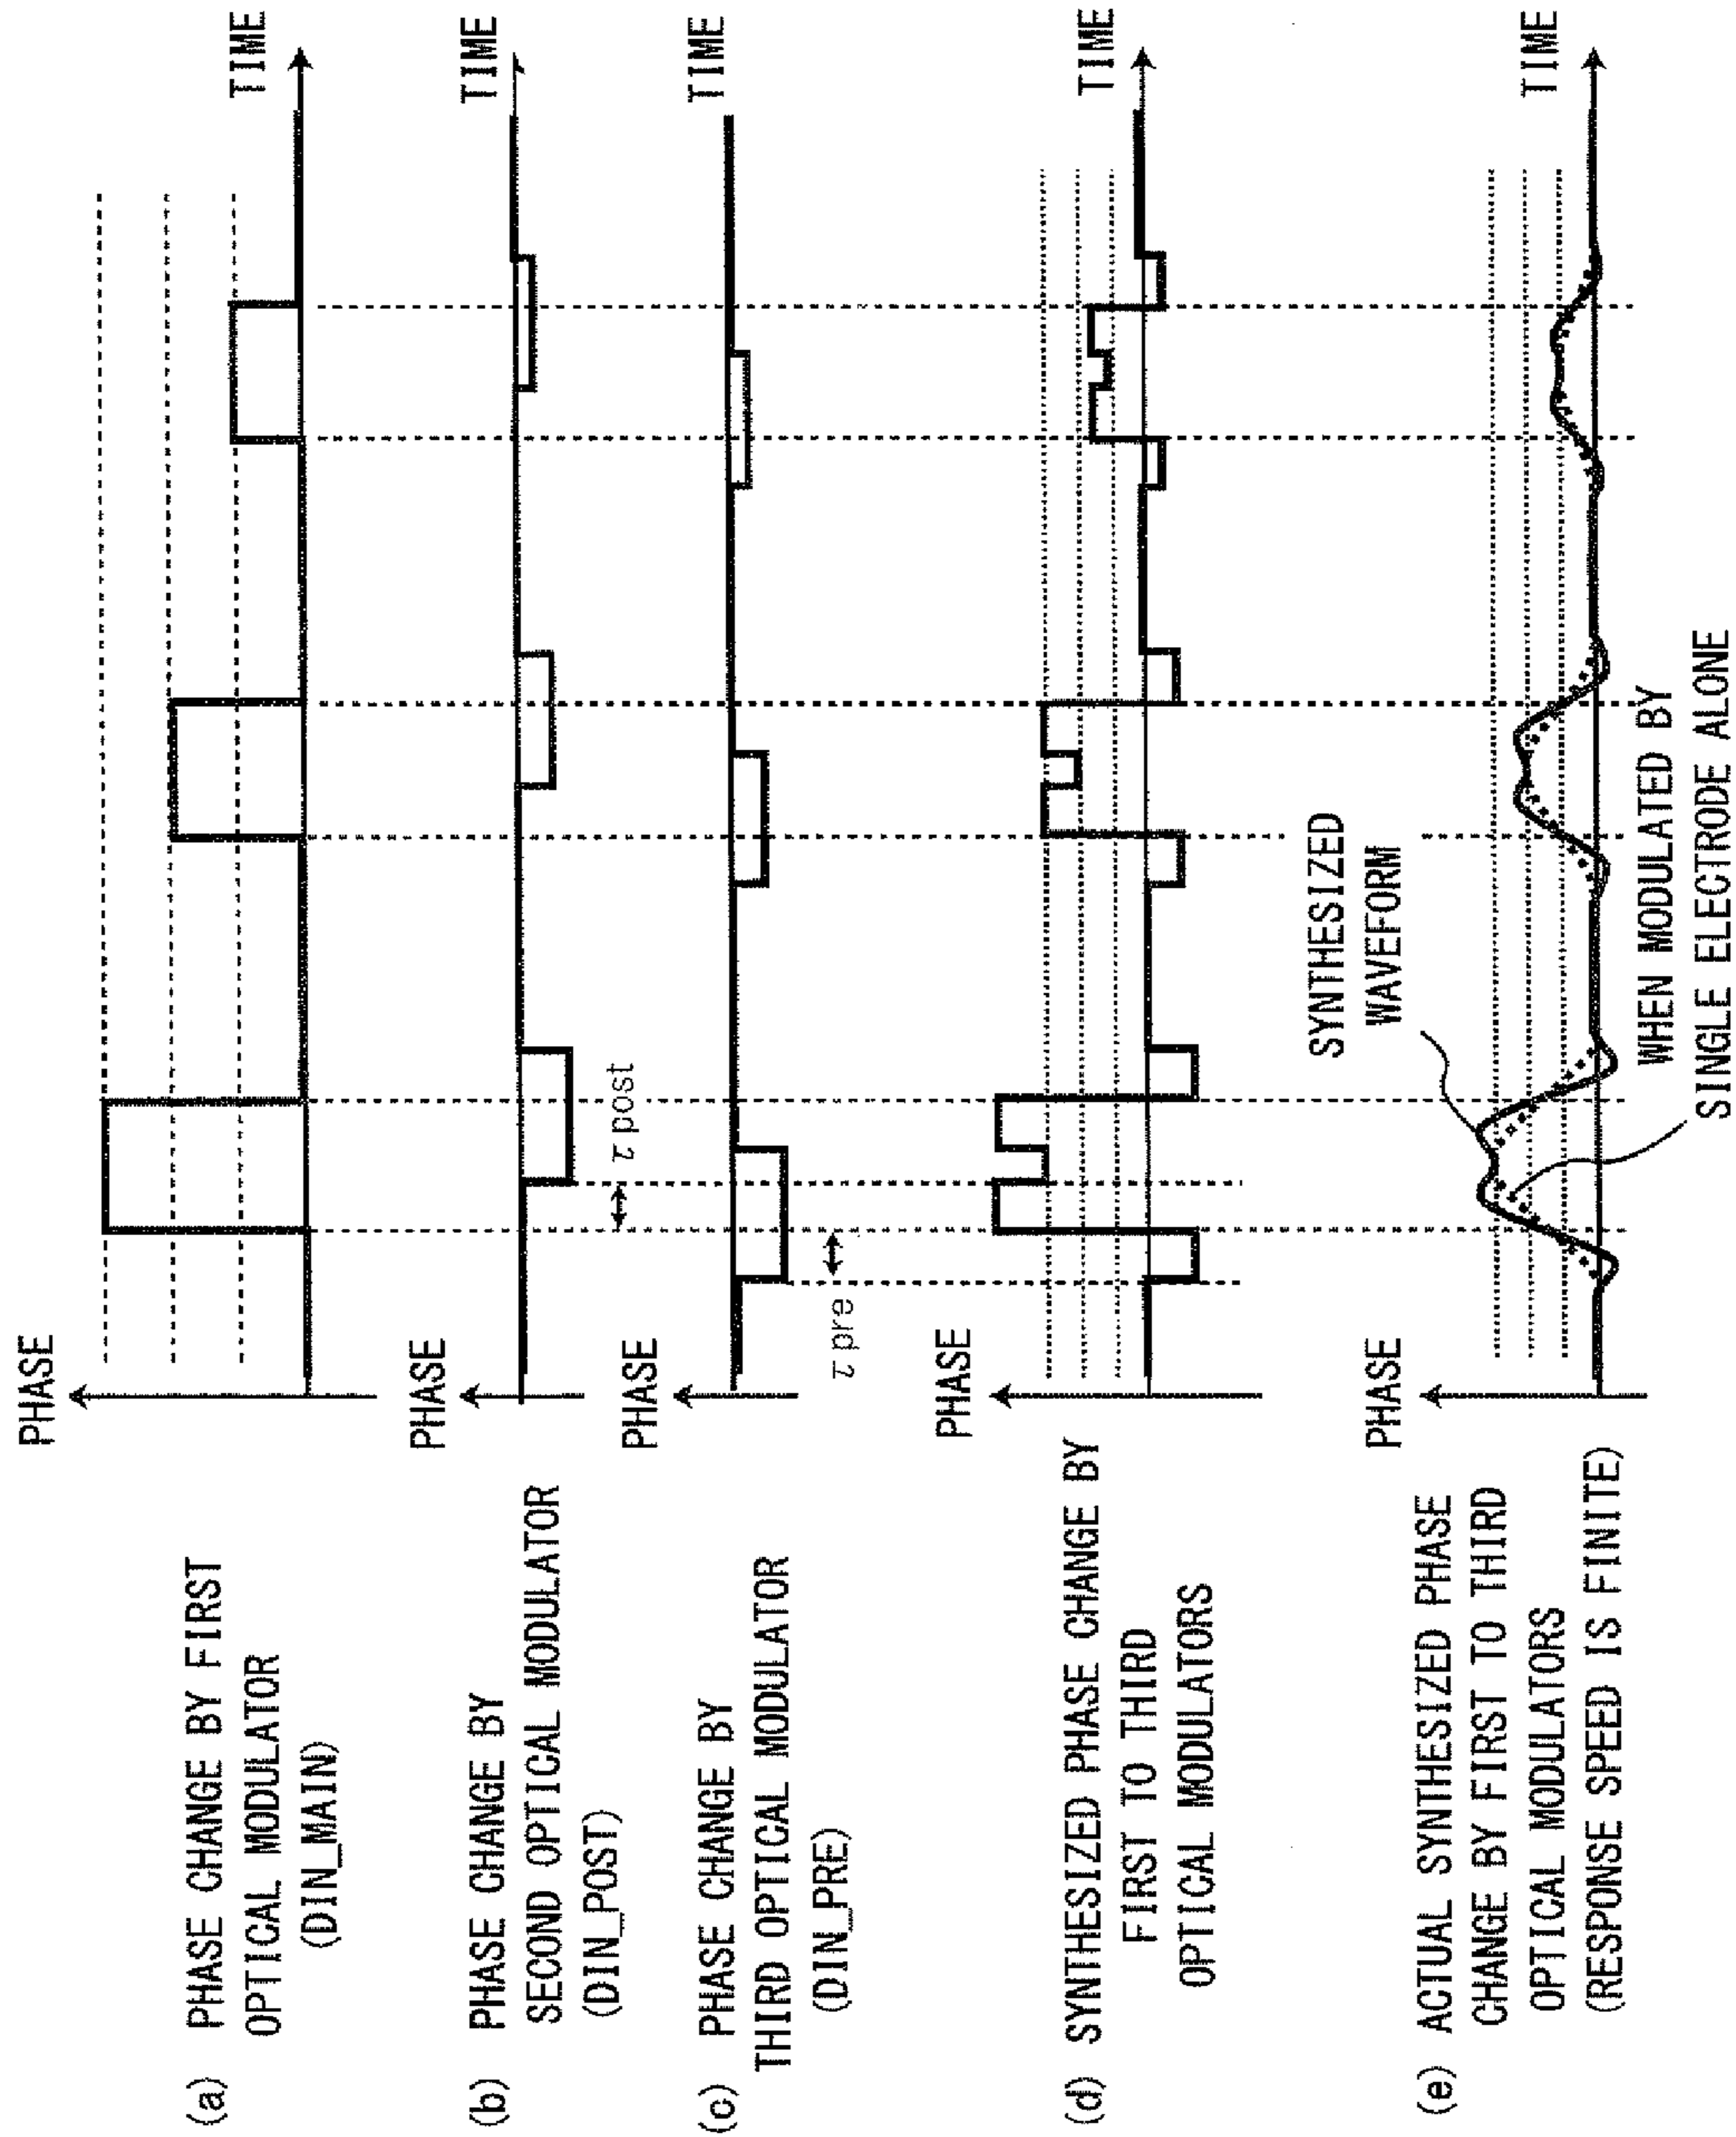 (a) PHASE CHANGE BY FIRST
OPTICAL MODULATOR
(DIN_MAIN)
PHASE
TIME
(b) PHASE CHANGE BY
SECOND OPTICAL MODULATOR
(DIN_POST)
PHASE
TIME
τ post
(c) PHASE CHANGE BY
THIRD OPTICAL MODULATOR
(DIN_PRE)
PHASE
TIME
τ pre
(d) SYNTHESIZED PHASE CHANGE BY
FIRST TO THIRD
OPTICAL MODULATORS
PHASE
TIME
(e) ACTUAL SYNTHESIZED PHASE
CHANGE BY FIRST TO THIRD
OPTICAL MODULATORS
(RESPONSE SPEED IS FINITE)
PHASE
TIME
SYNTHESIZED
WAVEFORM
WHEN MODULATED BY
SINGLE ELECTRODE ALONE